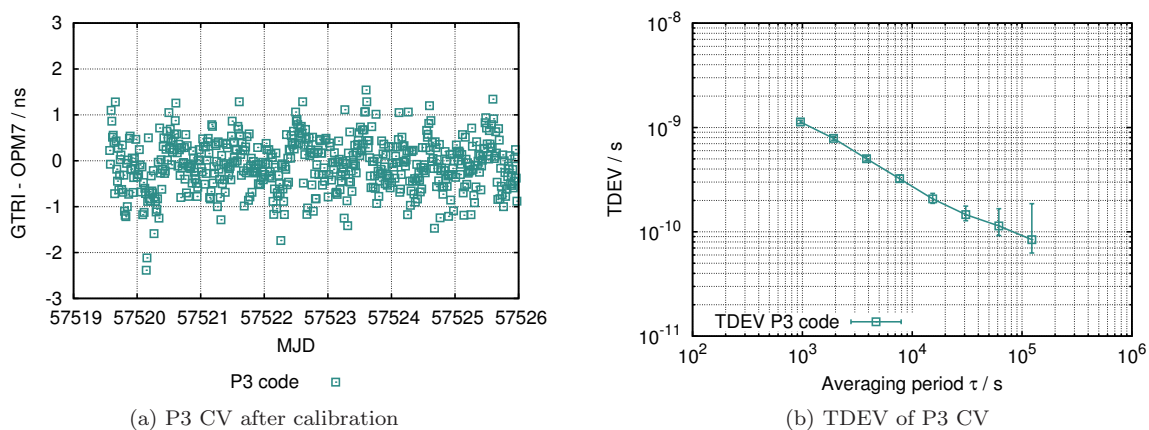 3
2
1
0
-1
-2
-3
GTRI - OPM7 / ns
57519 57520 57521 57522 57523 57524 57525 57526
MJD
P3 code
(a) P3 CV after calibration
10^-8
10^-9
10^-10
10^-11
TDEV / s
TDEV P3 code
10^2 10^3 10^4 10^5 10^6
Averaging period τ / s
(b) TDEV of P3 CV